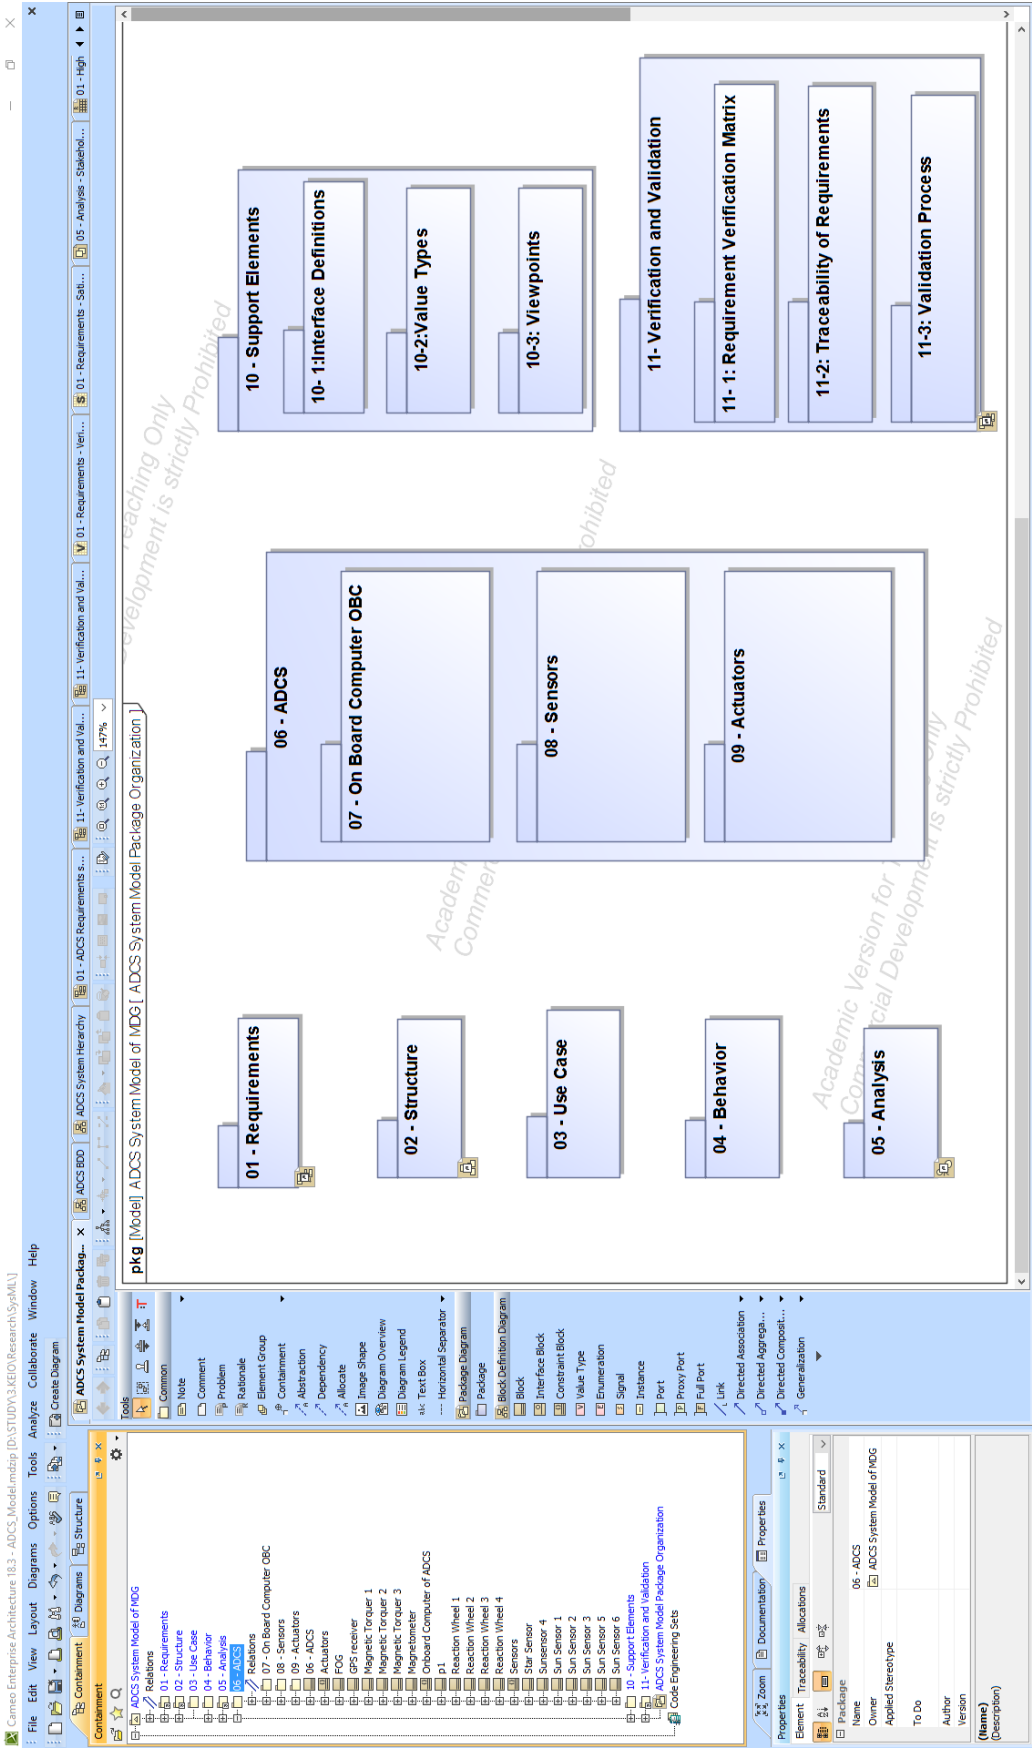 Cameo Enterprise Architecture 18.3 - ADCS_Model.mdzip [D:\STUDY\3.KEIO\Research\SysML\]
File Edit View Layout Diagrams Options Tools Analyze Collaborate Window Help
Create Diagram
Containment Diagrams Structure
Containment
ADCS System Model of MDG
Relations
01 - Requirements
02 - Structure
03 - Use Case
04 - Behavior
05 - Analysis
06 - ADCS
Relations
07 - On Board Computer OBC
08 - Sensors
09 - Actuators
06 - ADCS
Actuators
FOG
GPS receiver
Magnetic Torquer 1
Magnetic Torquer 2
Magnetic Torquer 3
Magnetometer
Onboard Computer of ADCS
p1
Reaction Wheel 1
Reaction Wheel 2
Reaction Wheel 3
Reaction Wheel 4
Sensors
Star Sensor
Sunsensor 4
Sun Sensor 1
Sun Sensor 2
Sun Sensor 3
Sun Sensor 5
Sun Sensor 6
10 - Support Elements
11- Verification and Validation
ADCS System Model Package Organization
Code Engineering Sets
Zoom Documentation Properties
Properties
Element Traceability Allocations
Standard
Package
Name 06 - ADCS
Owner ADCS System Model of MDG
Applied Stereotype
To Do
Author
Version
(Name)
(Description)
ADCS System Model Packag... ADCS BDD ADCS System Hierarchy 01 - ADCS Requirements s... 11- Verification and Val... 11- Verification and Val... 01 - Requirements - Veri... 01 - Requirements - Sati... 05 - Analysis - Stakehol... 01 - High
147%
Tools
Common
Note
Comment
Problem
Rationale
Element Group
Containment
Abstraction
Dependency
Allocate
Image Shape
Diagram Overview
Diagram Legend
Text Box
Horizontal Separator
Package Diagram
Package
Block Definition Diagram
Block
Interface Block
Constraint Block
Value Type
Enumeration
Signal
Instance
Port
Proxy Port
Full Port
Link
Directed Association
Directed Aggrega...
Directed Composit...
Generalization
pkg [Model] ADCS System Model of MDG [ ADCS System Model Package Organization ]
01 - Requirements
02 - Structure
03 - Use Case
04 - Behavior
05 - Analysis
06 - ADCS
07 - On Board Computer OBC
08 - Sensors
09 - Actuators
10 - Support Elements
10- 1:Interface Definitions
10-2:Value Types
10-3: Viewpoints
11- Verification and Validation
11- 1: Requirement Verification Matrix
11-2: Traceability of Requirements
11-3: Validation Process
Teaching Only
Development is strictly Prohibited
Academic Version for
Development is strictly Prohibited